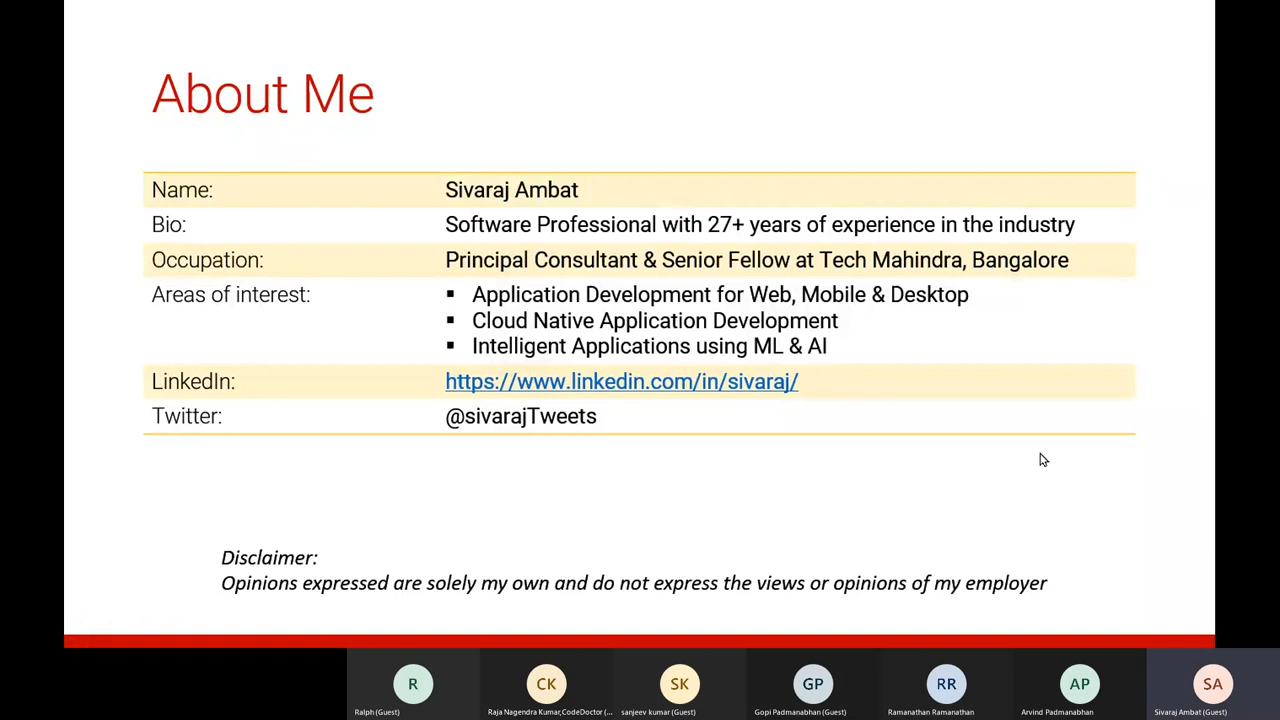 About Me
Name: Sivaraj Ambat
Bio: Software Professional with 27+ years of experience in the industry
Occupation: Principal Consultant & Senior Fellow at Tech Mahindra, Bangalore
Areas of interest: ▪ Application Development for Web, Mobile & Desktop
▪ Cloud Native Application Development
▪ Intelligent Applications using ML & AI
LinkedIn: https://www.linkedin.com/in/sivaraj/
Twitter: @sivarajTweets
Disclaimer:
Opinions expressed are solely my own and do not express the views or opinions of my employer
R CK SK GP RR AP SA
Ralph (Guest) Raja Nagendra Kumar,CodeDoctor (... sanjeev kumar (Guest) Gopi Padmanabhan (Guest) Ramanathan Ramanathan Arvind Padmanabhan Sivaraj Ambat (Guest)